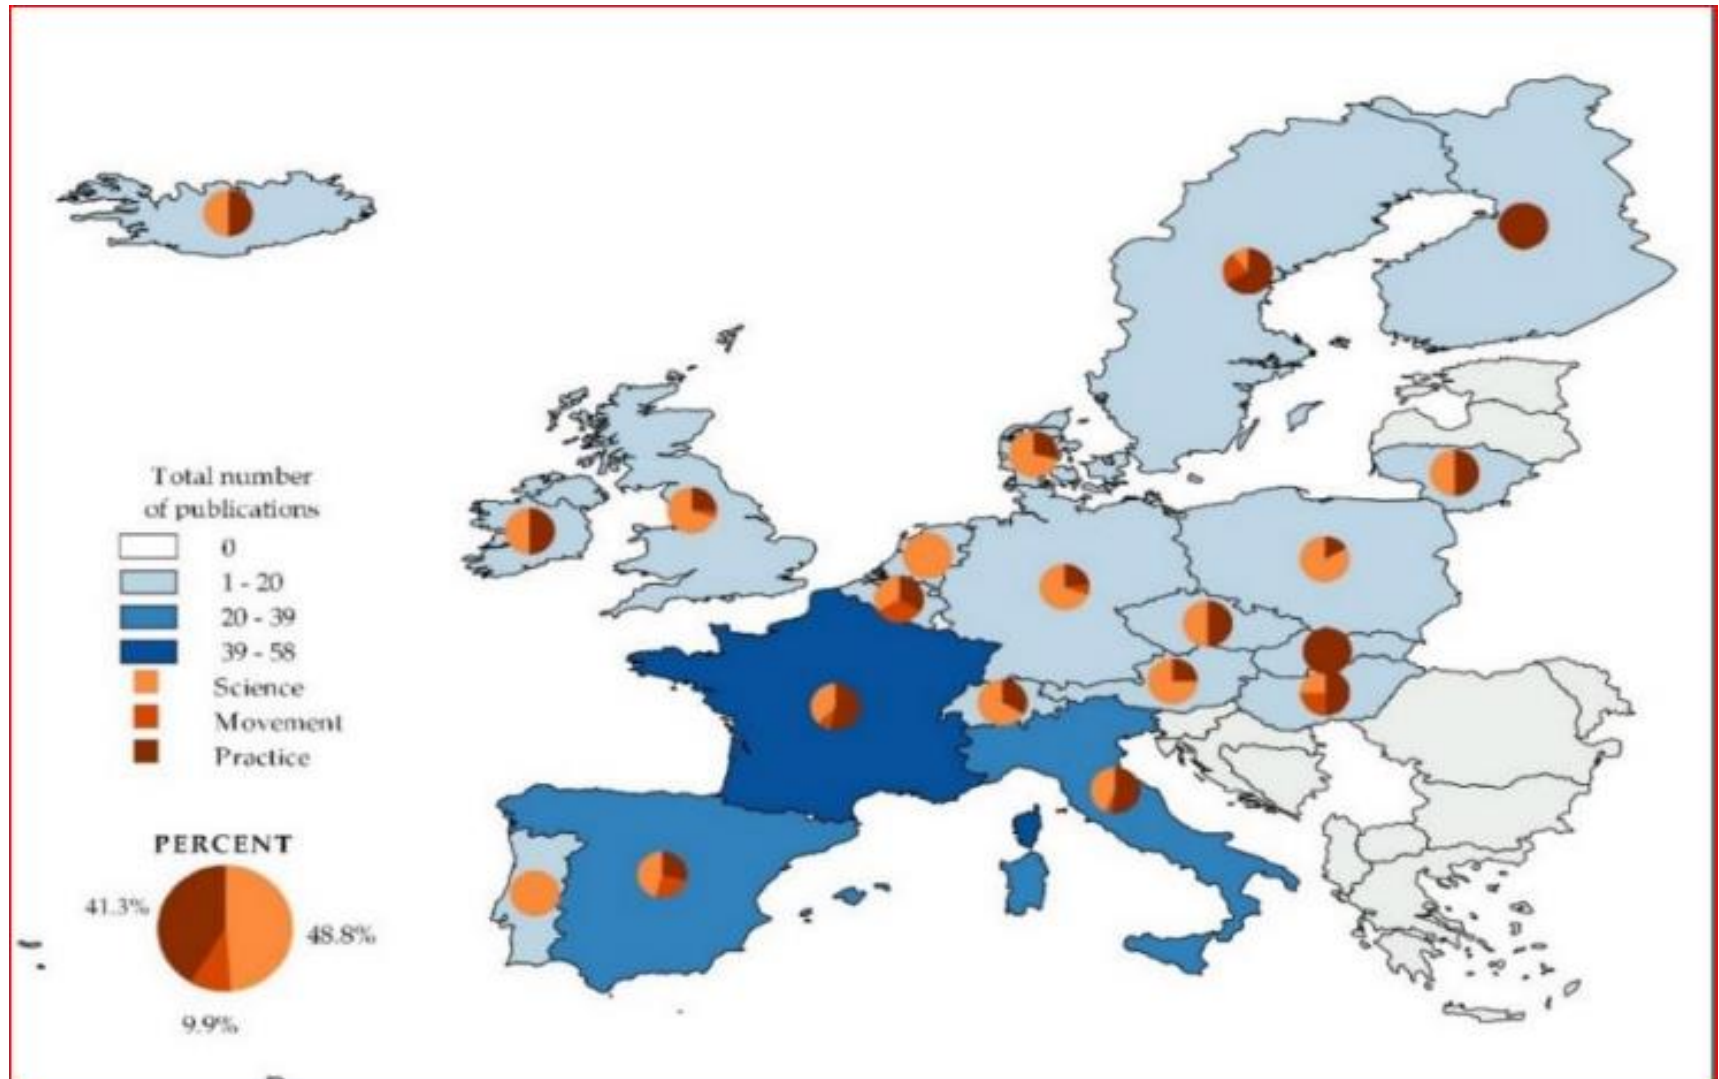 Total number
of publications
0
1 - 20
20 - 39
39 - 58
Science
Movement
Practice
PERCENT
41.3%
48.8%
9.9%